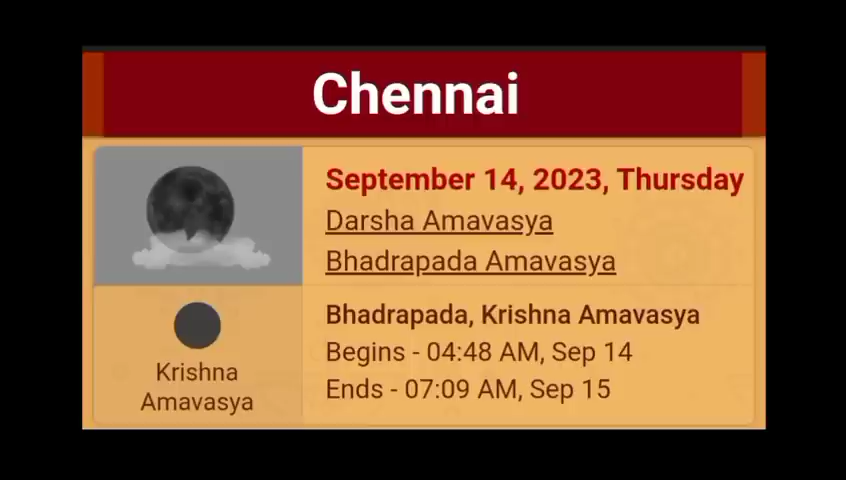 Chennai
September 14, 2023, Thursday
Darsha Amavasya
Bhadrapada Amavasya
Krishna
Amavasya
Bhadrapada, Krishna Amavasya
Begins - 04:48 AM, Sep 14
Ends - 07:09 AM, Sep 15